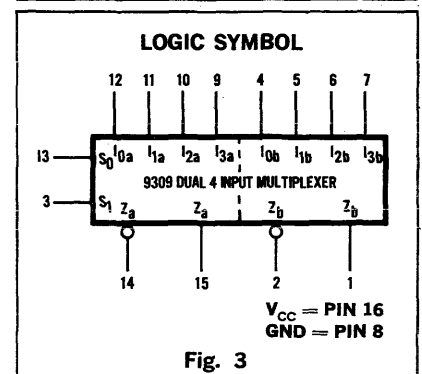 LOGIC SYMBOL
12 11 10 9 4 5 6 7
13 S0 I0a I1a I2a I3a I0b I1b I2b I3b
9309 DUAL 4 INPUT MULTIPLEXER
3 S1 Za Za Zb Zb
14 15 2 1
VCC = PIN 16
GND = PIN 8
Fig. 3